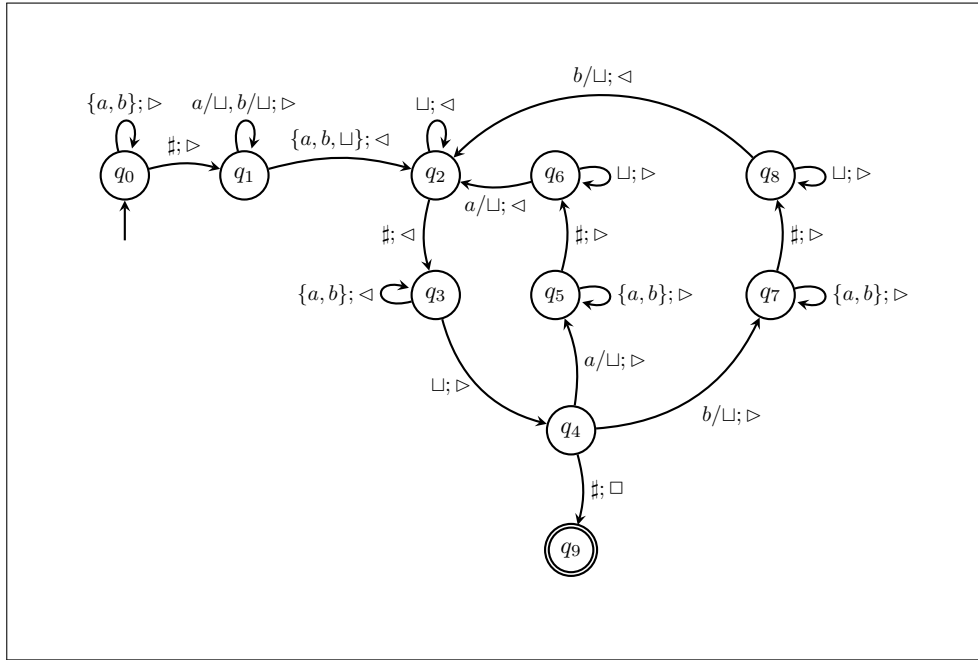 b/⊔; ◁
{a, b}; ▷
a/⊔, b/⊔; ▷
⊔; ◁
♯; ▷
{a, b, ⊔}; ◁
q0
q1
q2
q6
⊔; ▷
q8
⊔; ▷
a/⊔; ◁
♯; ◁
♯; ▷
♯; ▷
{a, b}; ◁
q3
q5
{a, b}; ▷
q7
{a, b}; ▷
a/⊔; ▷
⊔; ▷
b/⊔; ▷
q4
♯; □
q9